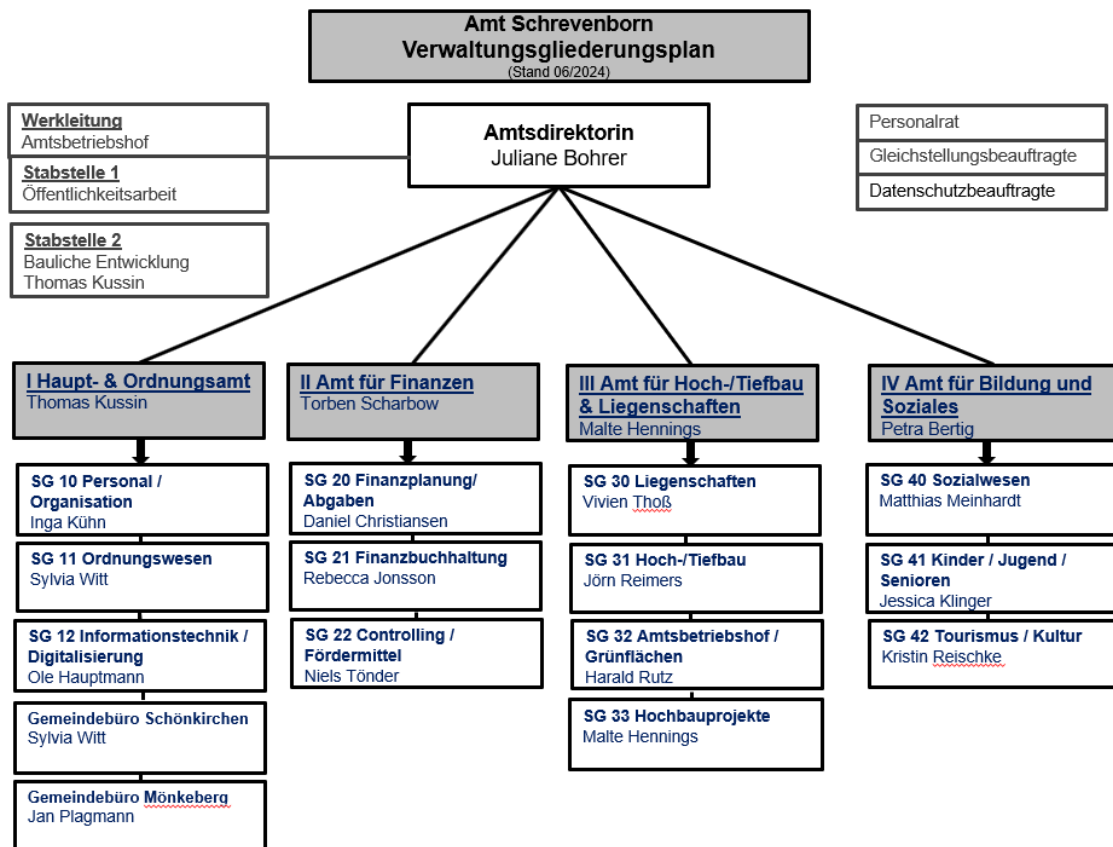 Amt Schrevenborn
Verwaltungsgliederungsplan
(Stand 06/2024)
Werkleitung
Amtsbetriebshof
Stabstelle 1
Öffentlichkeitsarbeit
Stabstelle 2
Bauliche Entwicklung
Thomas Kussin
Amtsdirektorin
Juliane Bohrer
Personalrat
Gleichstellungsbeauftragte
Datenschutzbeauftragte
I Haupt- & Ordnungsamt
Thomas Kussin
SG 10 Personal /
Organisation
Inga Kühn
SG 11 Ordnungswesen
Sylvia Witt
SG 12 Informationstechnik /
Digitalisierung
Ole Hauptmann
Gemeindebüro Schönkirchen
Sylvia Witt
Gemeindebüro Mönkeberg
Jan Plagmann
II Amt für Finanzen
Torben Scharbow
SG 20 Finanzplanung/
Abgaben
Daniel Christiansen
SG 21 Finanzbuchhaltung
Rebecca Jonsson
SG 22 Controlling /
Fördermittel
Niels Tönder
III Amt für Hoch-/Tiefbau
& Liegenschaften
Malte Hennings
SG 30 Liegenschaften
Vivien Thoß
SG 31 Hoch-/Tiefbau
Jörn Reimers
SG 32 Amtsbetriebshof /
Grünflächen
Harald Rutz
SG 33 Hochbauprojekte
Malte Hennings
IV Amt für Bildung und
Soziales
Petra Bertig
SG 40 Sozialwesen
Matthias Meinhardt
SG 41 Kinder / Jugend /
Senioren
Jessica Klinger
SG 42 Tourismus / Kultur
Kristin Reischke